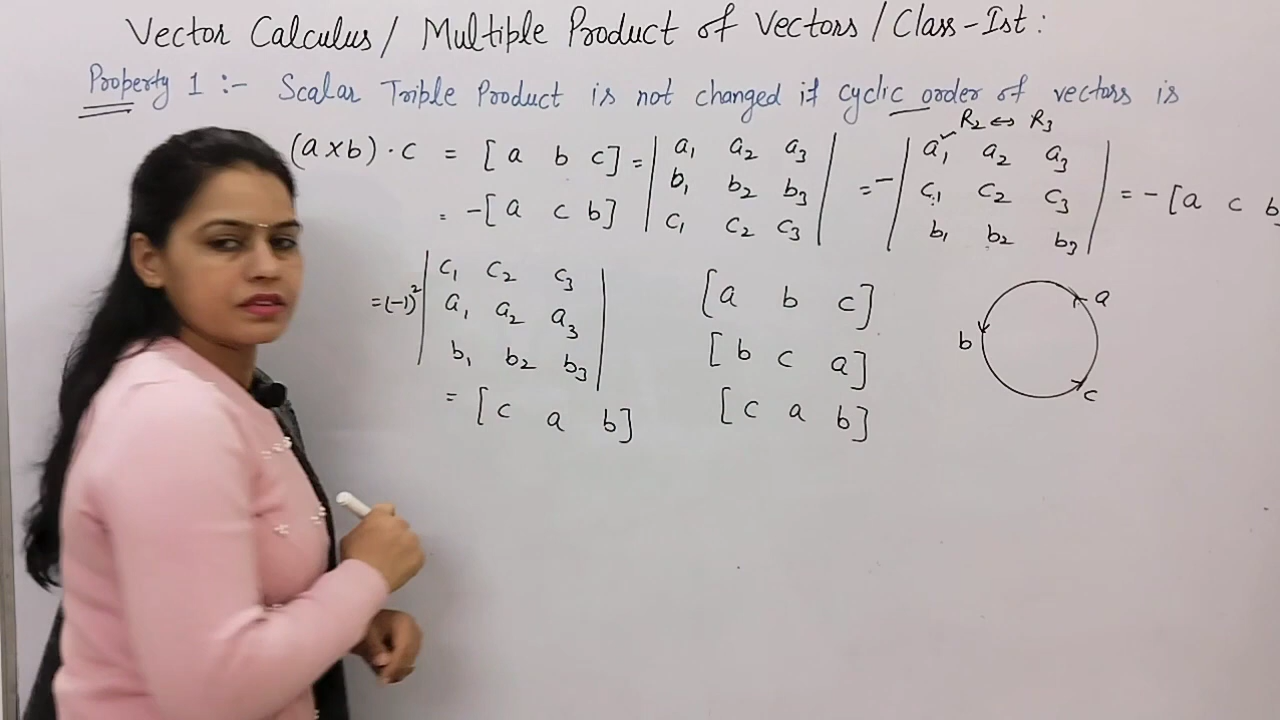 Vector Calculus / Multiple Product of Vectors / Class-Ist:
Property 1 :- Scalar Triple Product is not changed if cyclic order of vectors is
R₂ ⇔ R₃
(a×b)·c = [a b c] = | a₁ a₂ a₃ | = - | a₁ a₂ a₃ | = -[a c b]
| b₁ b₂ b₃ | | c₁ c₂ c₃ |
| c₁ c₂ c₃ | | b₁ b₂ b₃ |
= -[a c b]
=(-1)² | c₁ c₂ c₃ |
| a₁ a₂ a₃ |
| b₁ b₂ b₃ |
= [c a b]
[a b c]
[b c a]
[c a b]
a
b
c